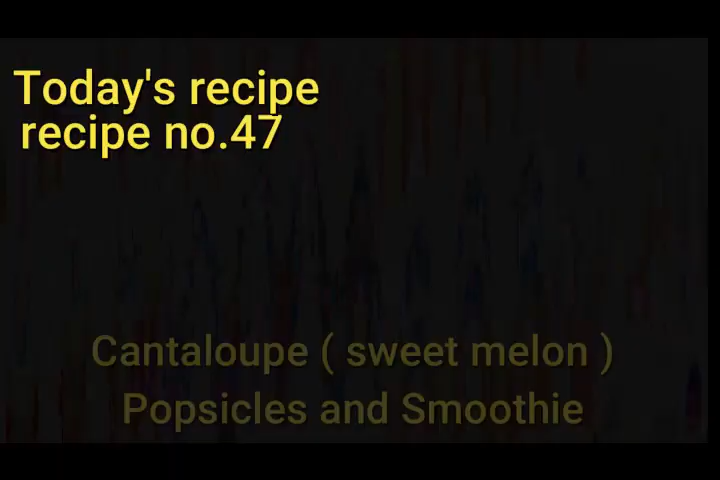 Today's recipe
recipe no.47
Cantaloupe ( sweet melon )
Popsicles and Smoothie